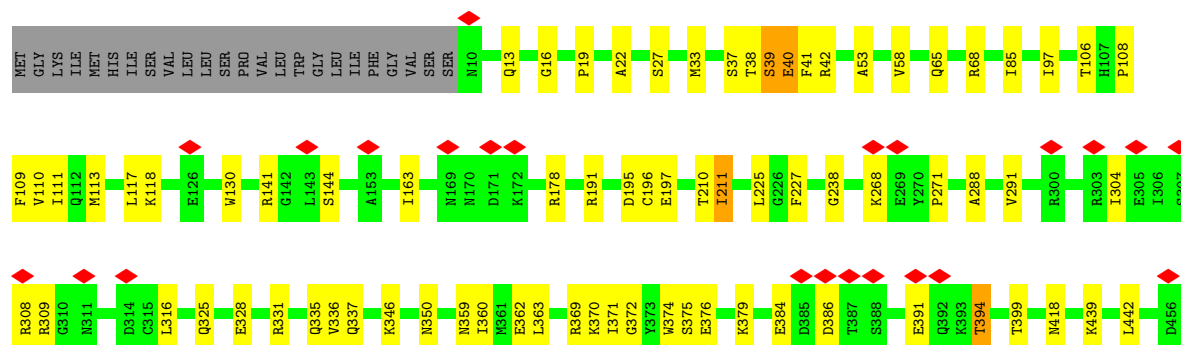 MET GLY LYS ILE MET HIS ILE SER VAL LEU LEU SER PRO VAL LEU TRP GLY LEU ILE PHE GLY VAL SER SER N10 Q13 G16 P19 A22 S27 M33 S37 T38 S39 E40 F41 R42 A53 V58 Q65 R68 I85 I97 T106 H107 P108
F109 V110 I111 Q112 M113 L117 K118 E126 W130 R141 G142 L143 S144 A153 I163 N169 N170 D171 K172 R178 R191 D195 C196 E197 T210 I211 L225 G226 F227 G238 K268 E269 Y270 P271 A288 V291 R300 R303 I304 E305 I306 S307
R308 R309 G310 N311 D314 C315 L316 Q325 E328 R331 Q335 V336 Q337 K346 N350 N359 I360 M361 E362 L363 R369 K370 I371 G372 Y373 W374 S375 E376 K379 E384 D385 D386 T387 S388 E391 Q392 K393 T394 T399 N418 K439 L442 D456